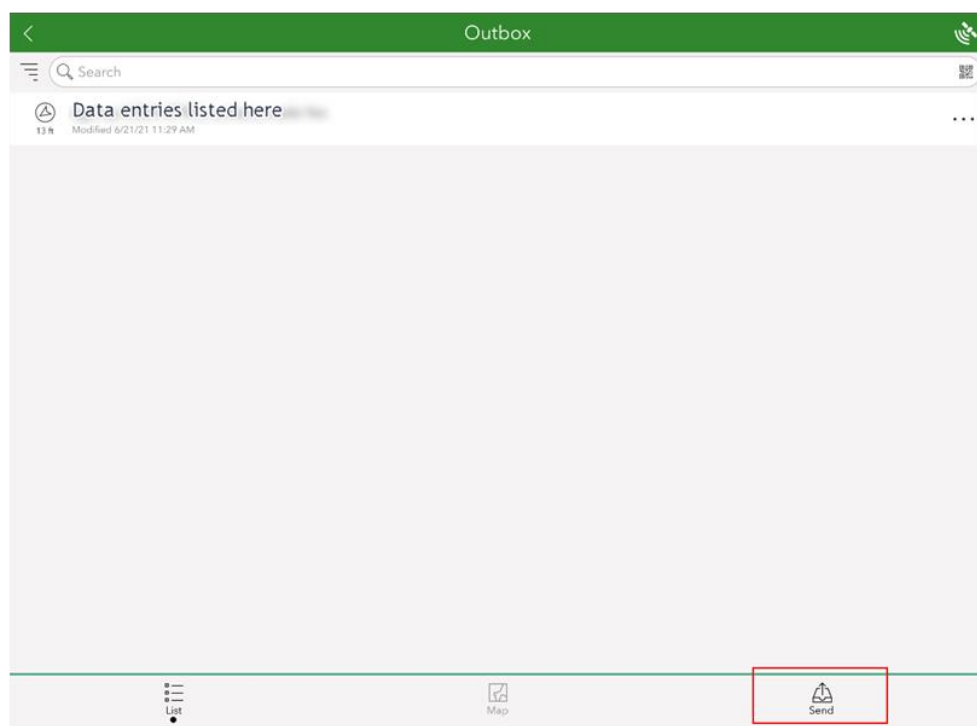 Outbox
Search
Data entries listed here
13 ft
Modified 6/21/21 11:29 AM
List
Map
Send